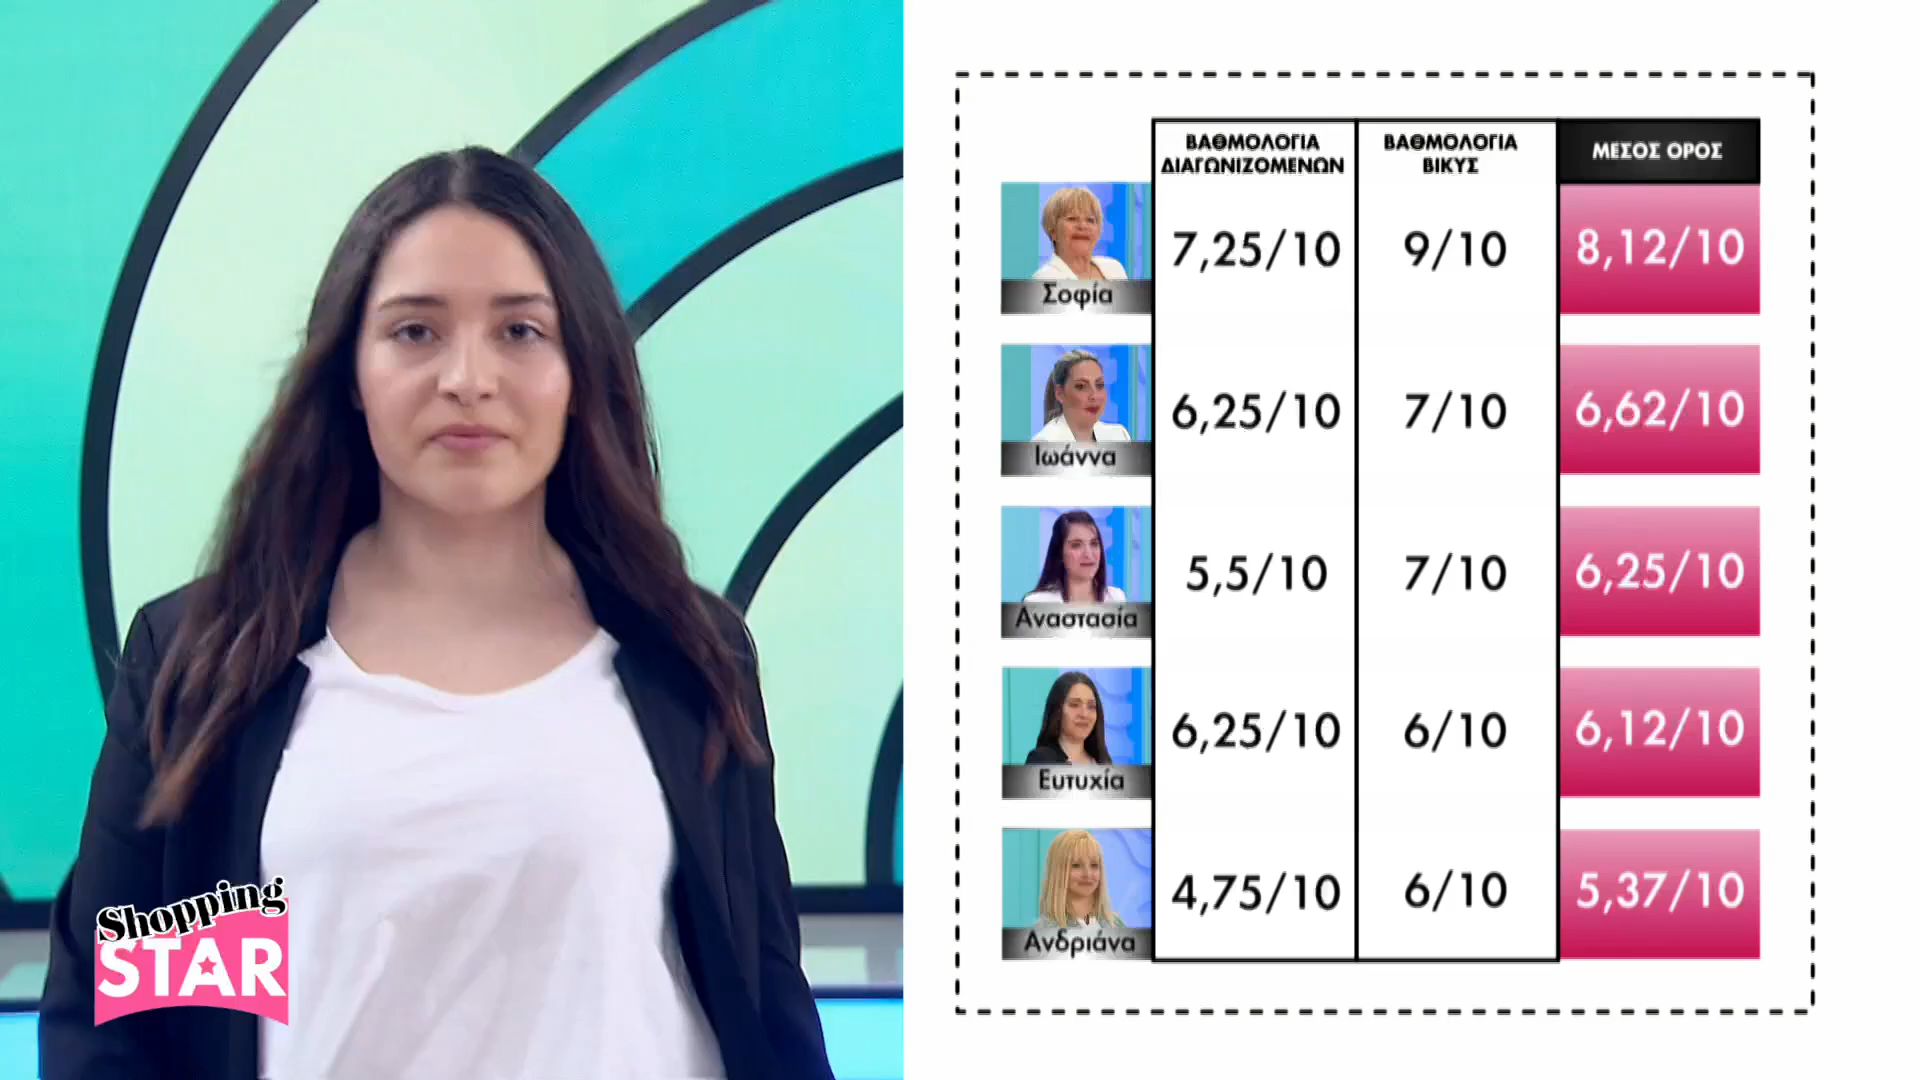 ΒΑΘΜΟΛΟΓΙΑ
ΔΙΑΓΩΝΙΖΟΜΕΝΩΝ
ΒΑΘΜΟΛΟΓΙΑ
ΒΙΚΥΣ
ΜΕΣΟΣ ΟΡΟΣ
Σοφία
7,25/10
9/10
8,12/10
Ιωάννα
6,25/10
7/10
6,62/10
Αναστασία
5,5/10
7/10
6,25/10
Ευτυχία
6,25/10
6/10
6,12/10
Ανδριάνα
4,75/10
6/10
5,37/10
Shopping
STAR